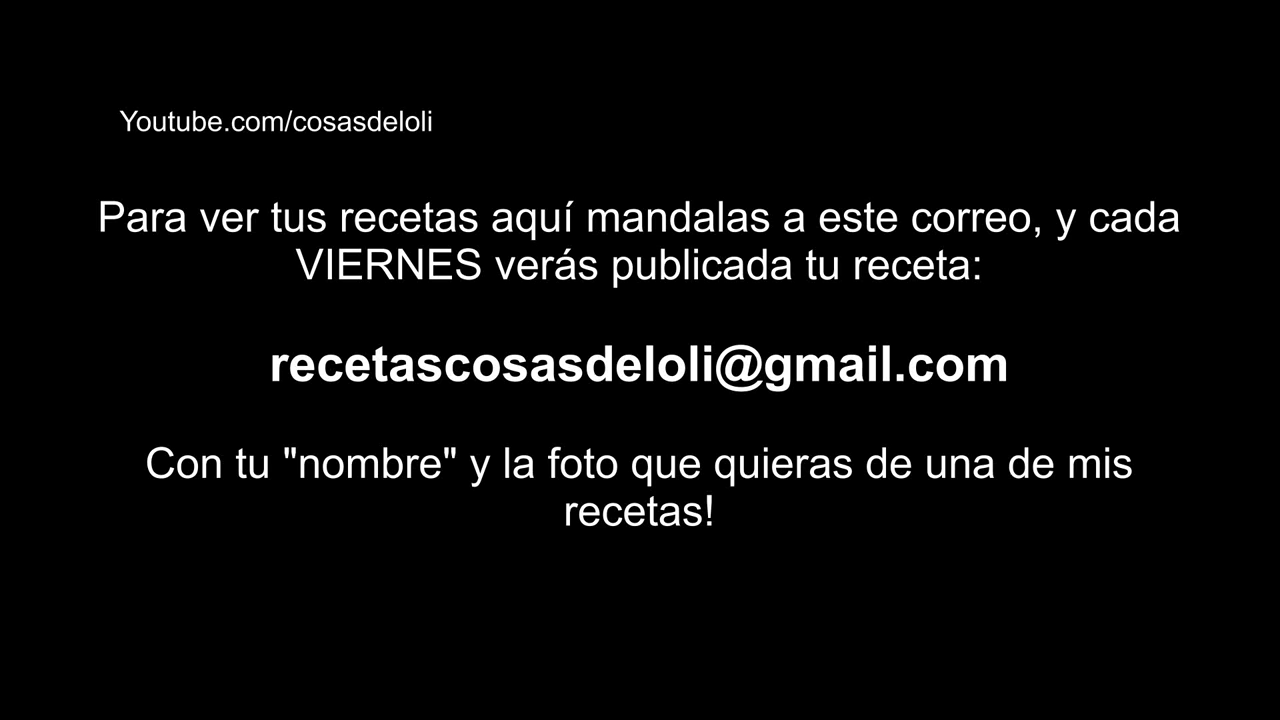 Youtube.com/cosasdeloli
Para ver tus recetas aquí mandalas a este correo, y cada
VIERNES verás publicada tu receta:
recetascosasdeloli@gmail.com
Con tu "nombre" y la foto que quieras de una de mis
recetas!